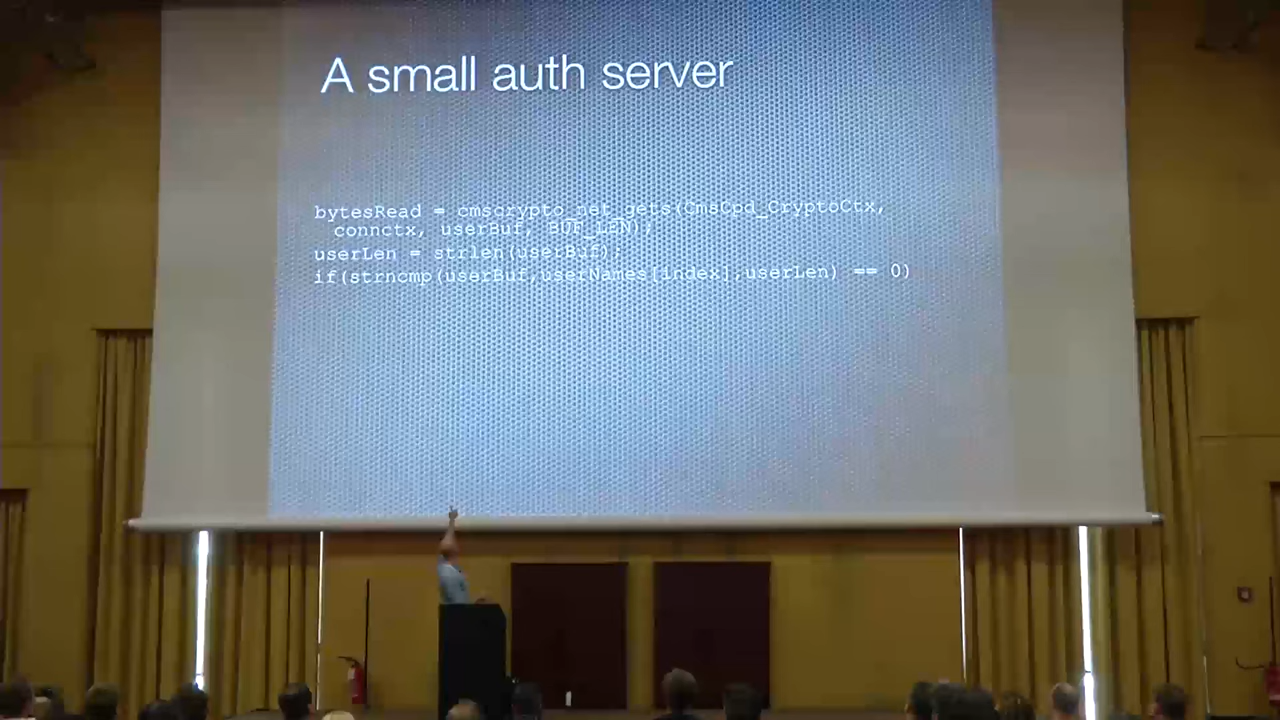 A small auth server
bytesRead = cmscrypto_net_gets(CmsCpd_CryptoCtx,
connctx, userBuf, BUF_LEN);
userLen = strlen(userBuf);
if(strncmp(userBuf,userNames[index],userLen) == 0)